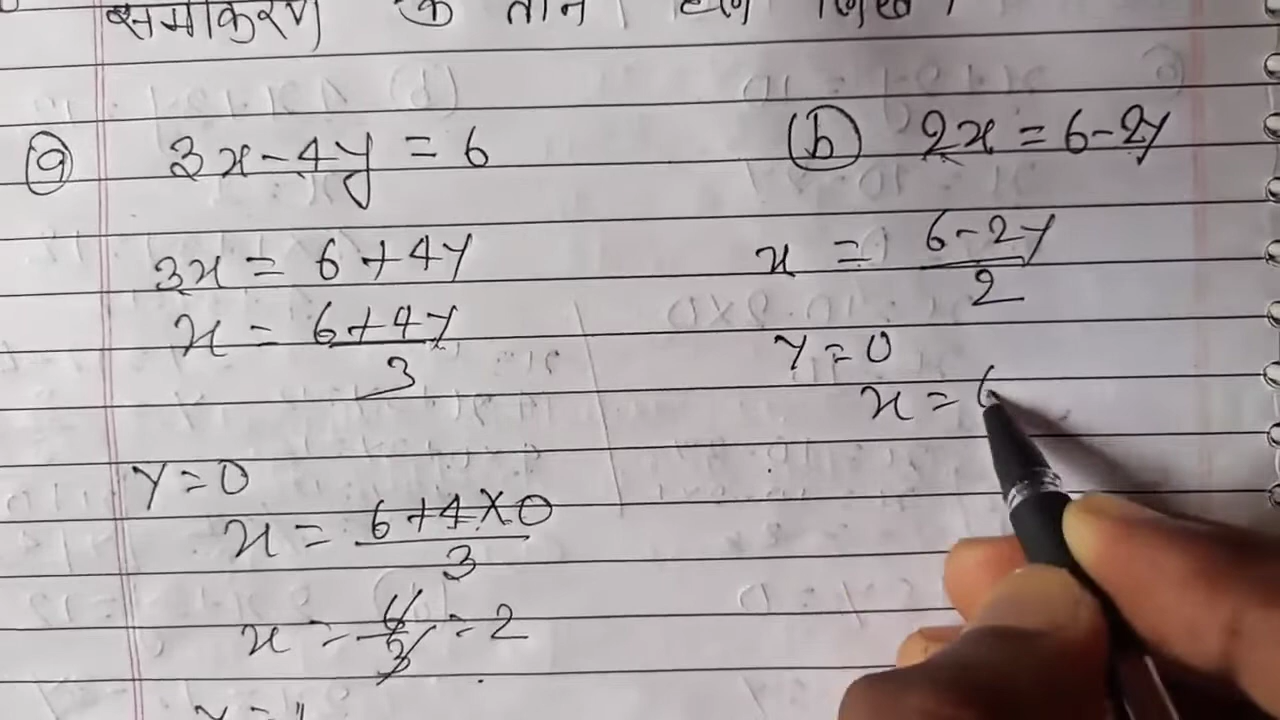 समीकरण के तीन हल लिखें।
(a) 3x - 4y = 6
3x = 6 + 4y
x = 6 + 4y / 3
y = 0
x = 6 + 4 × 0 / 3
x = 6 / 3 = 2
(b) 2x = 6 - 2y
x = 6 - 2y / 2
y = 0
x = 6